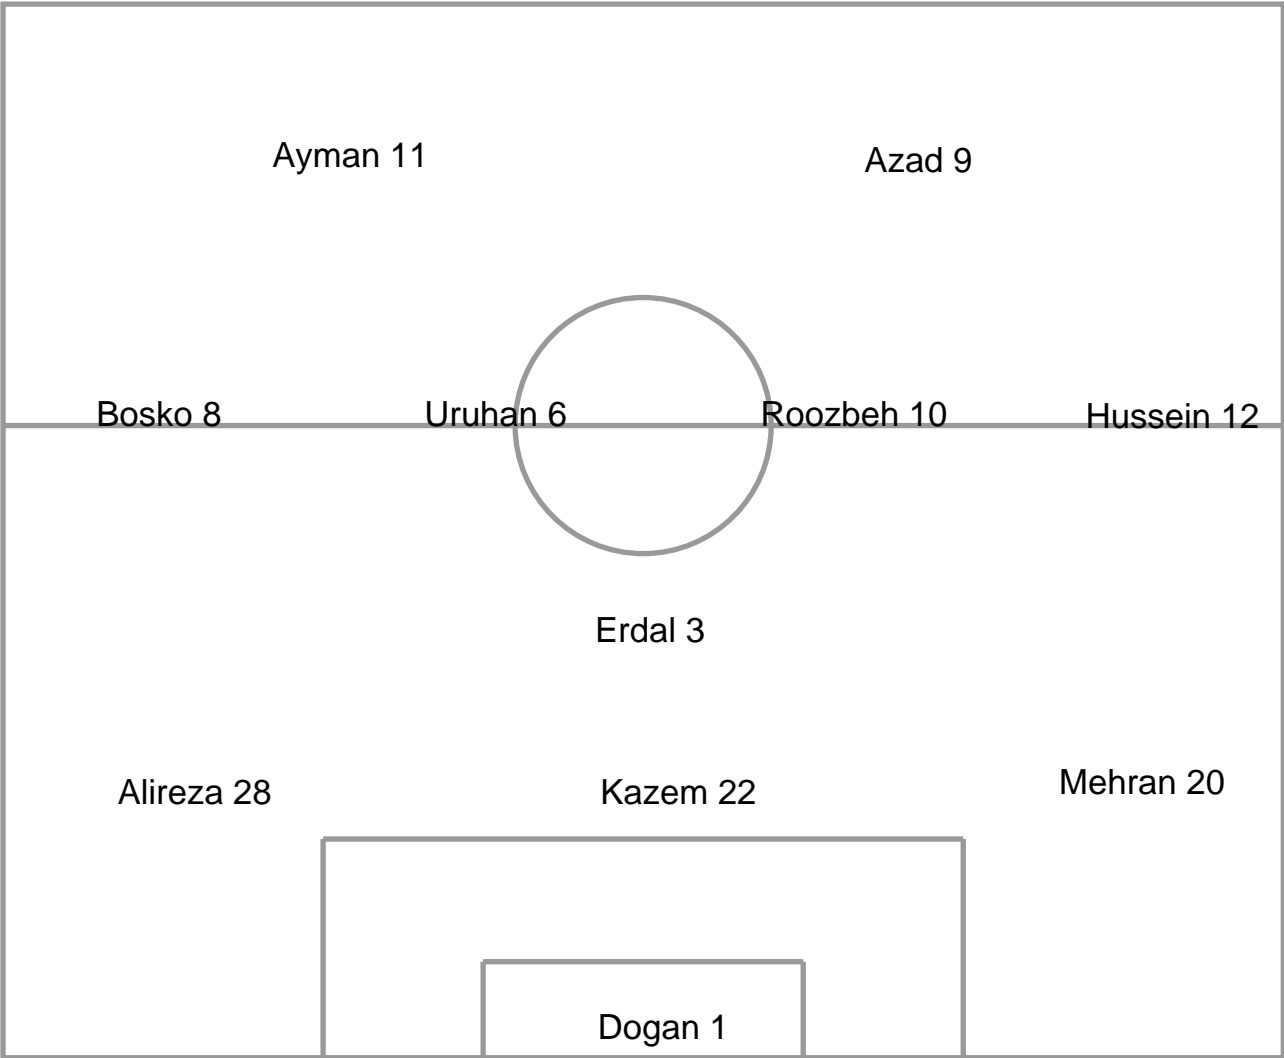 Ayman 11
Azad 9
Bosko 8
Uruhan 6
Roozbeh 10
Hussein 12
Erdal 3
Alireza 28
Kazem 22
Mehran 20
Dogan 1